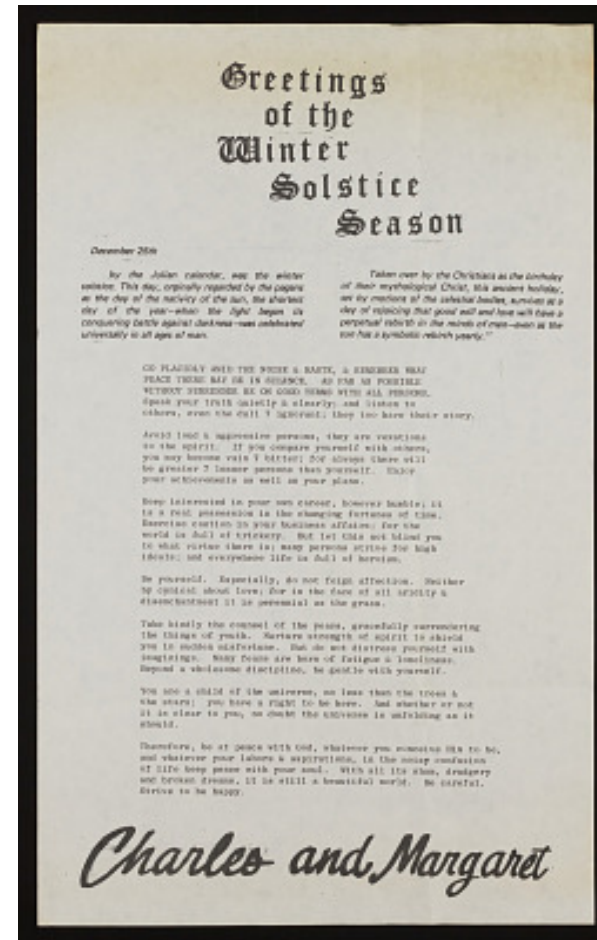 Greetings
of the
Winter
Solstice
Season
December 25th
by the Julian calendar, was the winter
solstice. This day, orginally regarded by the pagans
as the day of the nativity of the sun, the shortest
day of the year—when the light began its
conquering battle against darkness—was celebrated
universally in all ages of man.
Taken over by the Christians as the birthday
of their mythological Christ, this ancient holiday,
set by motions of the celestial bodies, survives as a
day of rejoicing that good will and love will have a
perpetual rebirth in the minds of men—even as the
sun has a symbolic rebirth yearly."
GO PLACIDLY AMID THE NOISE & HASTE, & REMEMBER WHAT
PEACE THERE MAY BE IN SILENCE. AS FAR AS POSSIBLE
WITHOUT SURRENDER BE ON GOOD TERMS WITH ALL PERSONS.
Speak your truth quietly & clearly; and listen to
others, even the dull & ignorant; they too have their story.
Avoid loud & aggressive persons, they are vexations
to the spirit. If you compare yourself with others,
you may become vain & bitter; for always there will
be greater & lesser persons than yourself. Enjoy
your achievements as well as your plans.
Keep interested in your own career, however humble; it
is a real possession in the changing fortunes of time.
Exercise caution in your business affairs; for the
world is full of trickery. But let this not blind you
to what virtue there is; many persons strive for high
ideals; and everywhere life is full of heroism.
Be yourself. Especially, do not feign affection. Neither
by cynical about love; for in the face of all aridity &
disenchantment it is perennial as the grass.
Take kindly the counsel of the years, gracefully surrendering
the things of youth. Nurture strength of spirit to shield
you in sudden misfortune. But do not distress yourself with
imaginings. Many fears are born of fatigue & loneliness.
Beyond a wholesome discipline, be gentle with yourself.
You are a child of the universe, no less than the trees &
the stars; you have a right to be here. And whether or not
it is clear to you, no doubt the universe is unfolding as it
should.
Therefore, be at peace with God, whatever you conceive Him to be,
and whatever your labors & aspirations, in the noisy confusion
of life keep peace with your soul. With all its sham, drudgery
and broken dreams, it is still a beautiful world. Be careful.
Strive to be happy.
Charles and Margaret